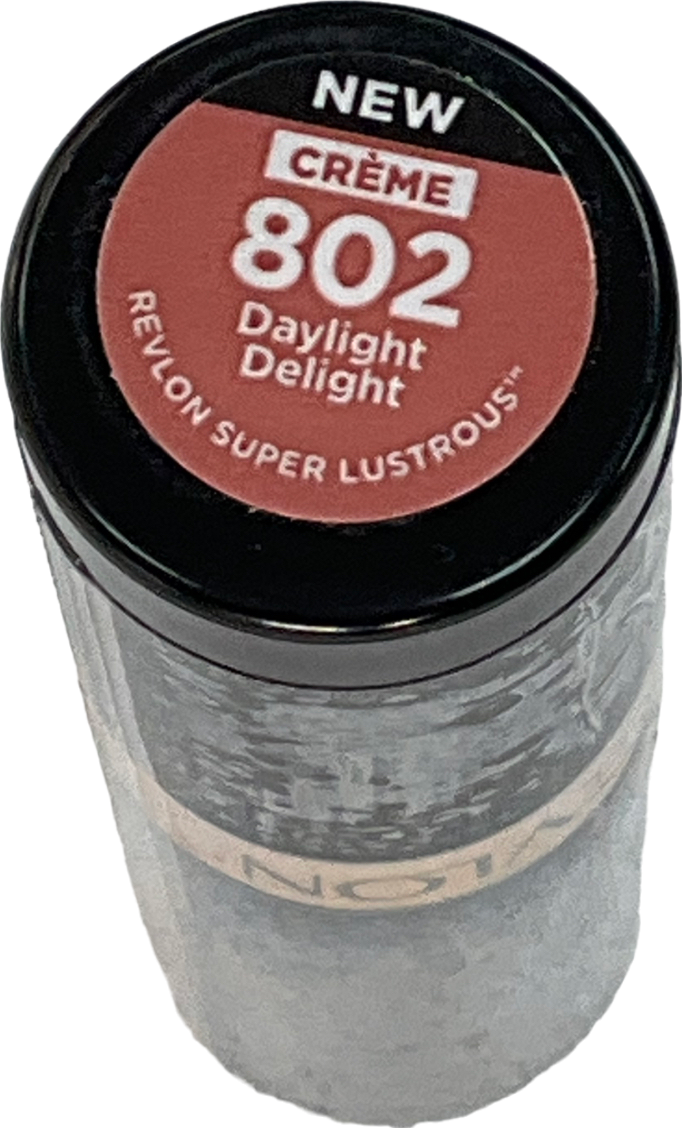 NEW
CRÈME
802
Daylight
Delight
REVLON SUPER LUSTROUS™